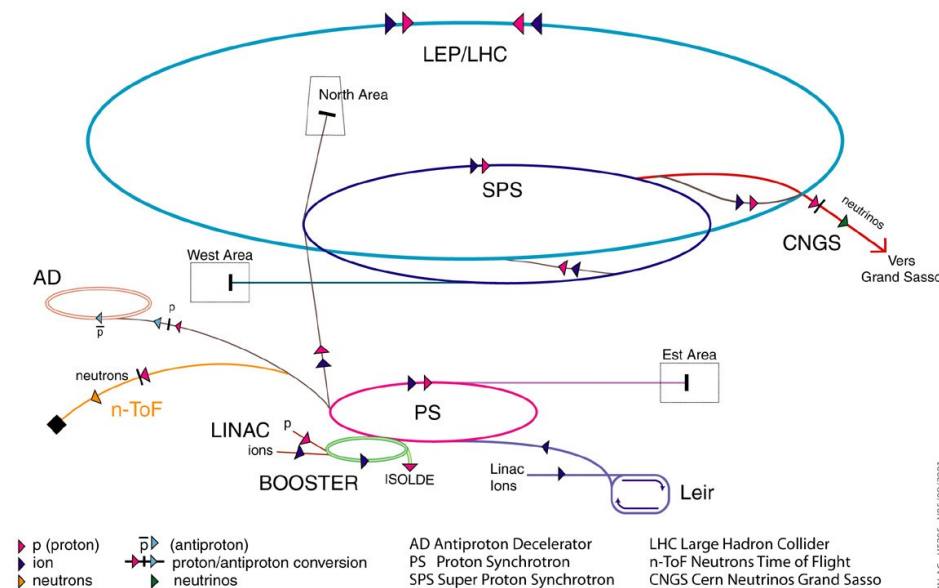 LEP/LHC
North Area
SPS
neutrinos
CNGS
Vers
Grand Sasso
West Area
AD
p
p̅
neutrons
n-ToF
Est Area
PS
LINAC
p
ions
BOOSTER
ISOLDE
Linac
Ions
Leir
p (proton)
ion
neutrons
p̅ (antiproton)
proton/antiproton conversion
neutrinos
AD Antiproton Decelerator
PS Proton Synchrotron
SPS Super Proton Synchrotron
LHC Large Hadron Collider
n-ToF Neutrons Time of Flight
CNGS Cern Neutrinos Grand Sasso